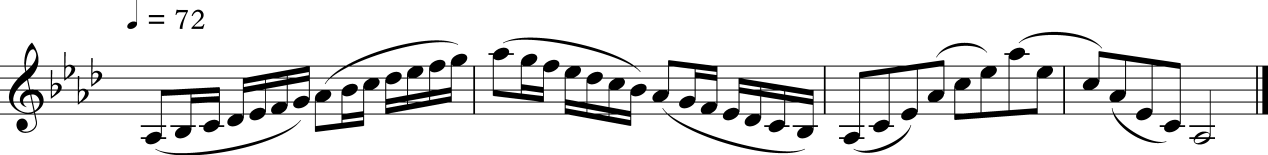 ♩ = 72